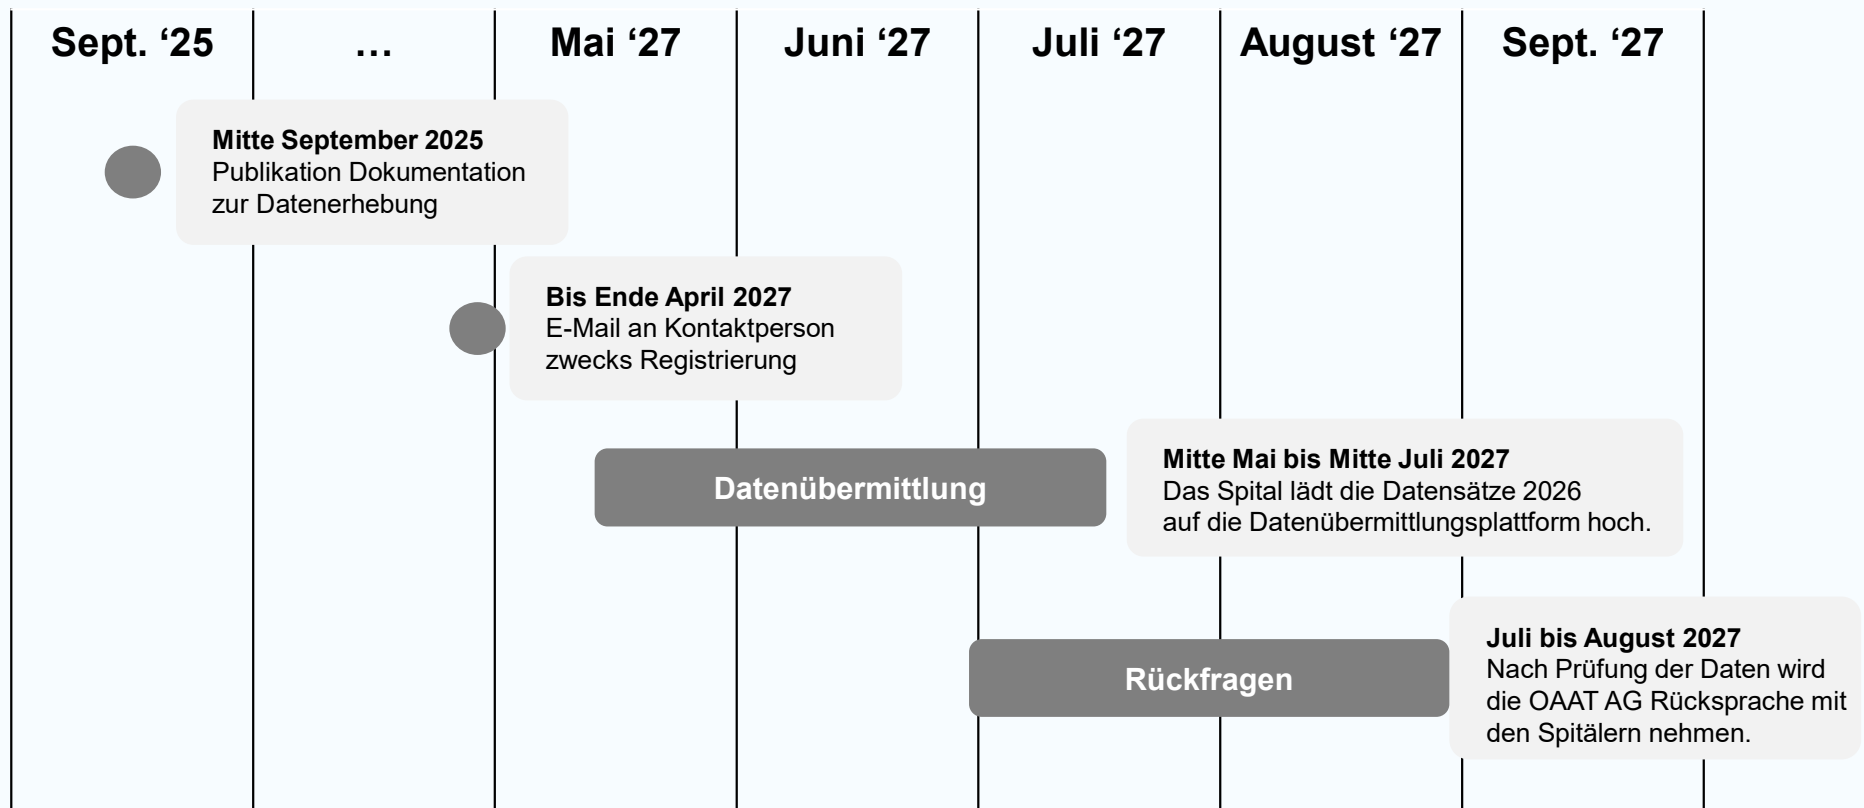 Sept. ‘25
…
Mai ‘27
Juni ‘27
Juli ‘27
August ‘27
Sept. ‘27
Mitte September 2025
Publikation Dokumentation
zur Datenerhebung
Bis Ende April 2027
E-Mail an Kontaktperson
zwecks Registrierung
Datenübermittlung
Mitte Mai bis Mitte Juli 2027
Das Spital lädt die Datensätze 2026
auf die Datenübermittlungsplattform hoch.
Rückfragen
Juli bis August 2027
Nach Prüfung der Daten wird
die OAAT AG Rücksprache mit
den Spitälern nehmen.